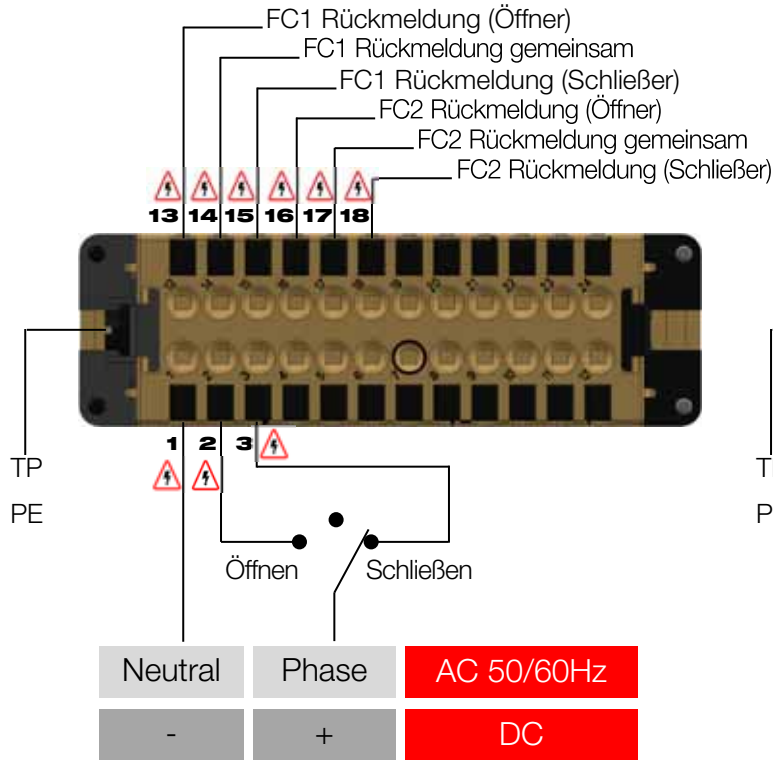 FC1 Rückmeldung (Öffner)
FC1 Rückmeldung gemeinsam
FC1 Rückmeldung (Schließer)
FC2 Rückmeldung (Öffner)
FC2 Rückmeldung gemeinsam
FC2 Rückmeldung (Schließer)
13 14 15 16 17 18
1 2 3
TP
PE
Öffnen Schließen
Neutral Phase AC 50/60Hz
- + DC